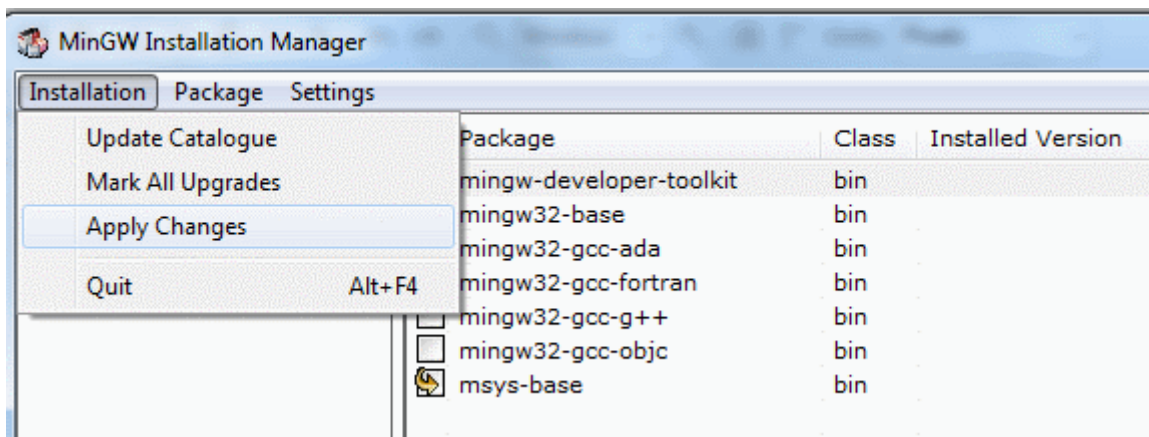 MinGW Installation Manager
Installation Package Settings
Update Catalogue
Mark All Upgrades
Apply Changes
Quit Alt+F4
Package Class Installed Version
mingw-developer-toolkit bin
mingw32-base bin
mingw32-gcc-ada bin
mingw32-gcc-fortran bin
mingw32-gcc-g++ bin
mingw32-gcc-objc bin
msys-base bin